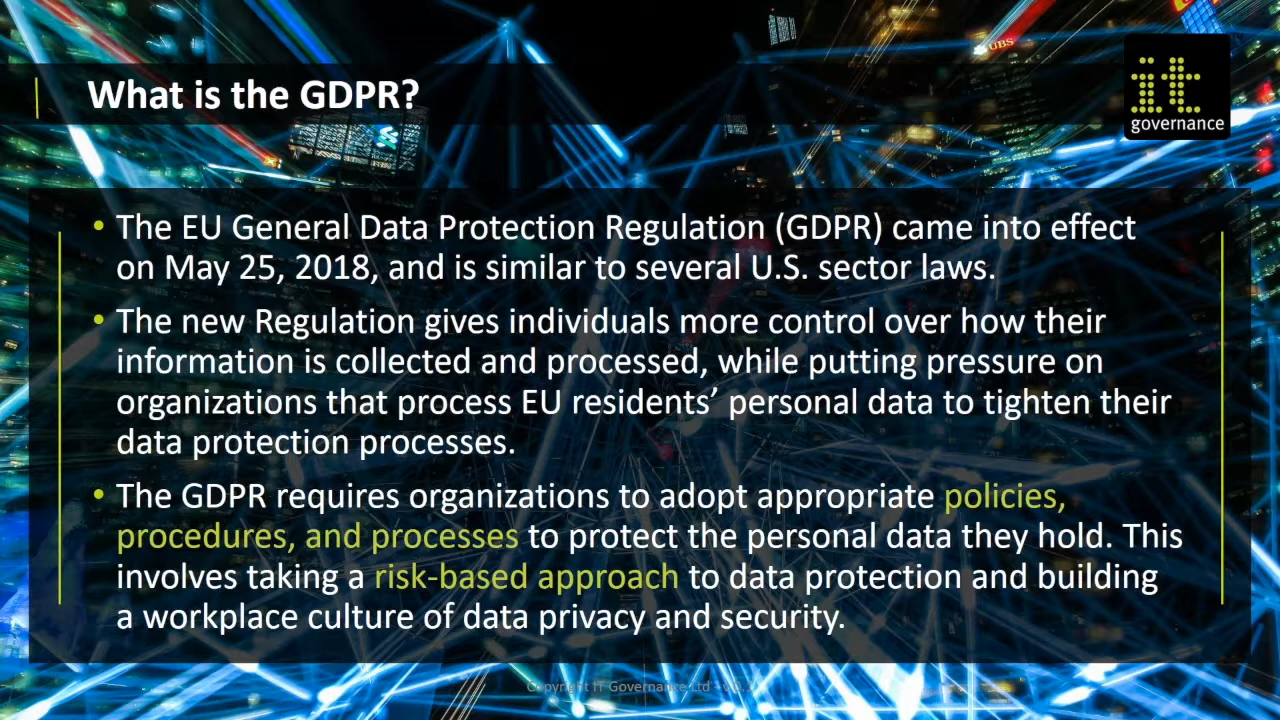 UBS
What is the GDPR?
it
governance
• The EU General Data Protection Regulation (GDPR) came into effect
on May 25, 2018, and is similar to several U.S. sector laws.
• The new Regulation gives individuals more control over how their
information is collected and processed, while putting pressure on
organizations that process EU residents’ personal data to tighten their
data protection processes.
• The GDPR requires organizations to adopt appropriate policies,
procedures, and processes to protect the personal data they hold. This
involves taking a risk-based approach to data protection and building
a workplace culture of data privacy and security.
Copyright IT Governance Ltd